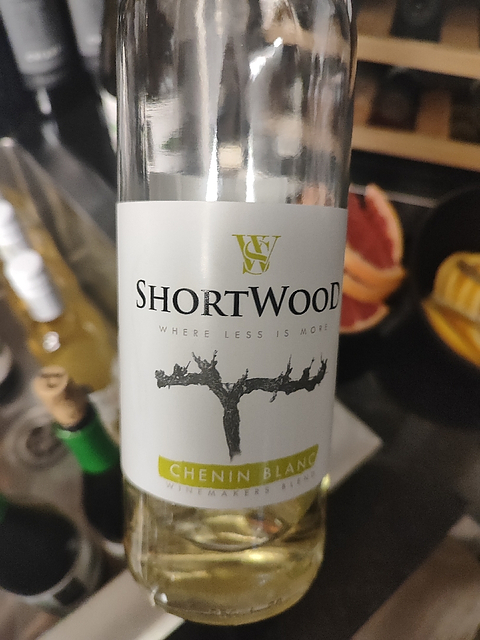 WS
SHORTWOOD
WHERE LESS IS MORE
CHENIN BLANC
WINEMAKERS BLEND